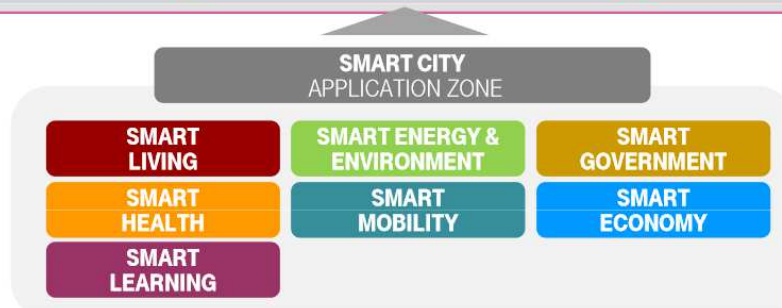 SMART CITY
APPLICATION ZONE
SMART
LIVING
SMART ENERGY &
ENVIRONMENT
SMART
GOVERNMENT
SMART
HEALTH
SMART
MOBILITY
SMART
ECONOMY
SMART
LEARNING